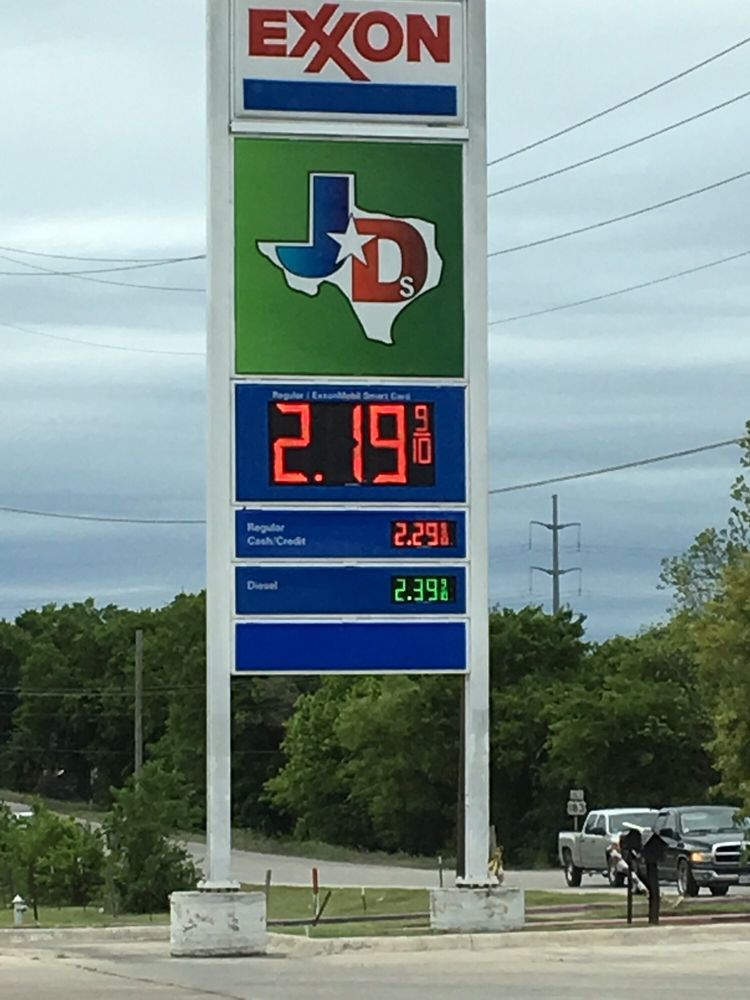 EXXON
JDs
Regular | ExxonMobil Smart Card
2.19 9/10
Regular
Cash/Credit
2.29 9/10
Diesel
2.39 9/10